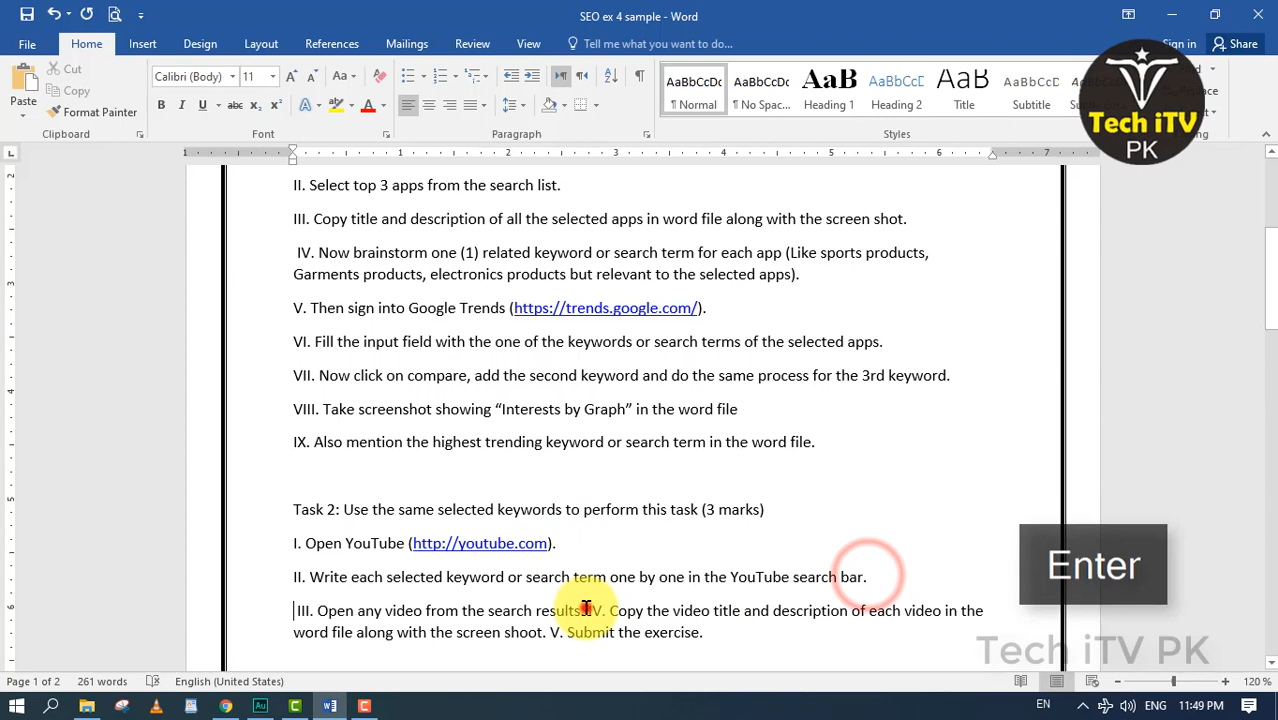 SEO ex 4 sample - Word
File Home Insert Design Layout References Mailings Review View Tell me what you want to do... Sign in Share
Cut
Copy
Format Painter
Paste
Calibri (Body) 11
AaBbCcDc AaBbCcDc AaB AaBbCcC AaB AaBbCcD
¶ Normal ¶ No Spac... Heading 1 Heading 2 Title Subtitle
Clipboard Font Paragraph Styles
Tech iTV
PK
II. Select top 3 apps from the search list.
III. Copy title and description of all the selected apps in word file along with the screen shot.
IV. Now brainstorm one (1) related keyword or search term for each app (Like sports products,
Garments products, electronics products but relevant to the selected apps).
V. Then sign into Google Trends (https://trends.google.com/).
VI. Fill the input field with the one of the keywords or search terms of the selected apps.
VII. Now click on compare, add the second keyword and do the same process for the 3rd keyword.
VIII. Take screenshot showing “Interests by Graph” in the word file
IX. Also mention the highest trending keyword or search term in the word file.
Task 2: Use the same selected keywords to perform this task (3 marks)
I. Open YouTube (http://youtube.com).
II. Write each selected keyword or search term one by one in the YouTube search bar.
III. Open any video from the search results. IV. Copy the video title and description of each video in the
word file along with the screen shoot. V. Submit the exercise.
Enter
Tech iTV PK
Page 1 of 2 261 words English (United States) 120 %
ENG 11:49 PM